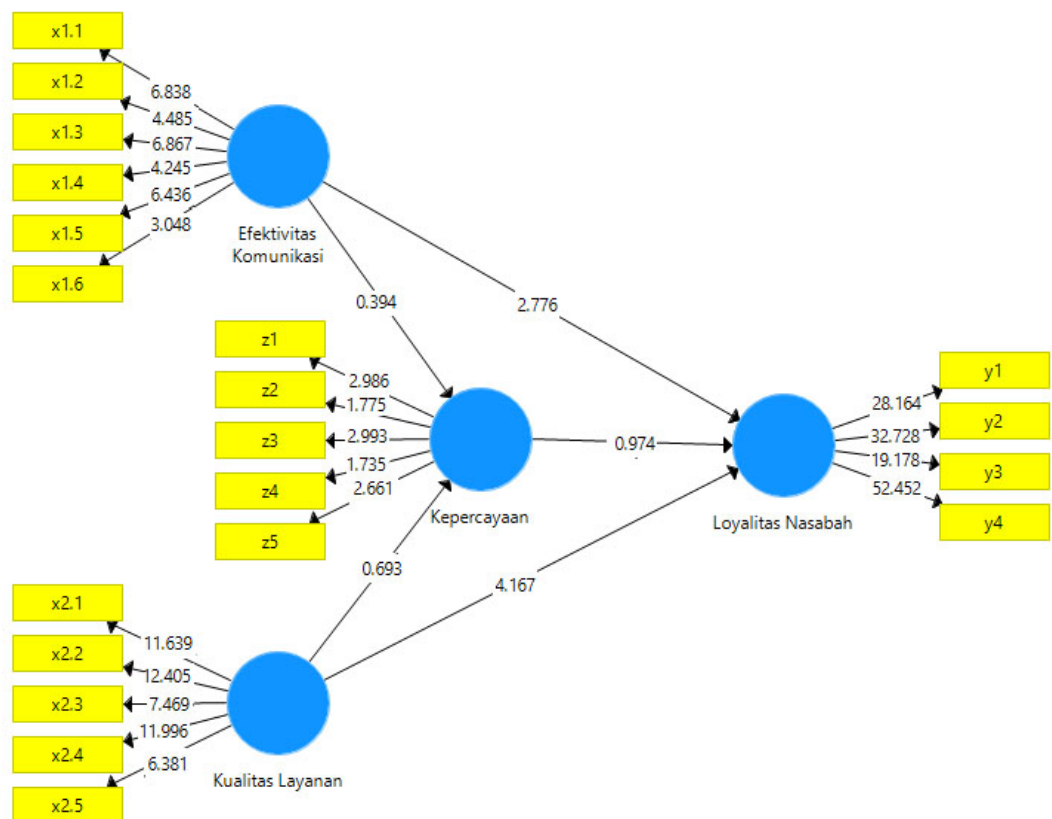 x1.1
x1.2
x1.3
x1.4
x1.5
x1.6
6.838
4.485
6.867
4.245
6.436
3.048
Efektivitas
Komunikasi
0.394
2.776
z1
z2
z3
z4
z5
2.986
1.775
2.993
1.735
2.661
Kepercayaan
0.974
0.693
4.167
Loyalitas Nasabah
28.164
32.728
19.178
52.452
y1
y2
y3
y4
x2.1
x2.2
x2.3
x2.4
x2.5
11.639
12.405
7.469
11.996
6.381
Kualitas Layanan